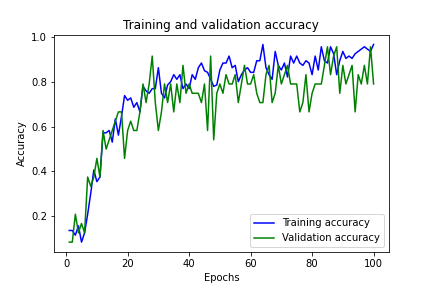 Training and validation accuracy
1.0
0.8
0.6
0.4
0.2
Accuracy
Training accuracy
Validation accuracy
0 20 40 60 80 100
Epochs